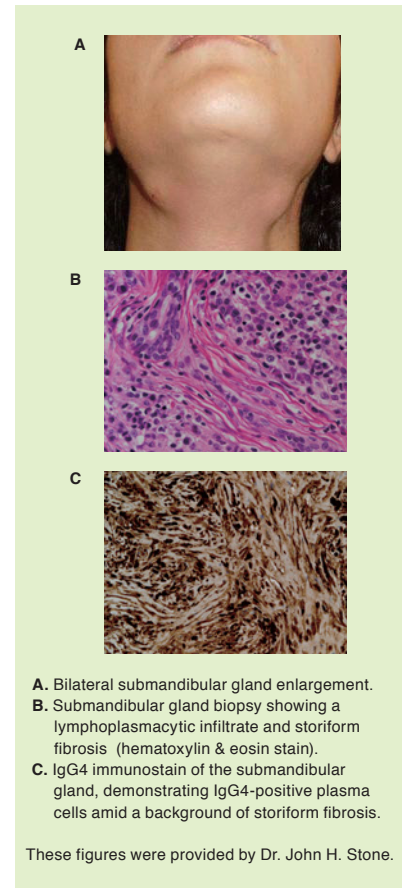 A
B
C
A. Bilateral submandibular gland enlargement.
B. Submandibular gland biopsy showing a
lymphoplasmacytic infiltrate and storiform
fibrosis (hematoxylin & eosin stain).
C. IgG4 immunostain of the submandibular
gland, demonstrating IgG4-positive plasma
cells amid a background of storiform fibrosis.
These figures were provided by Dr. John H. Stone.